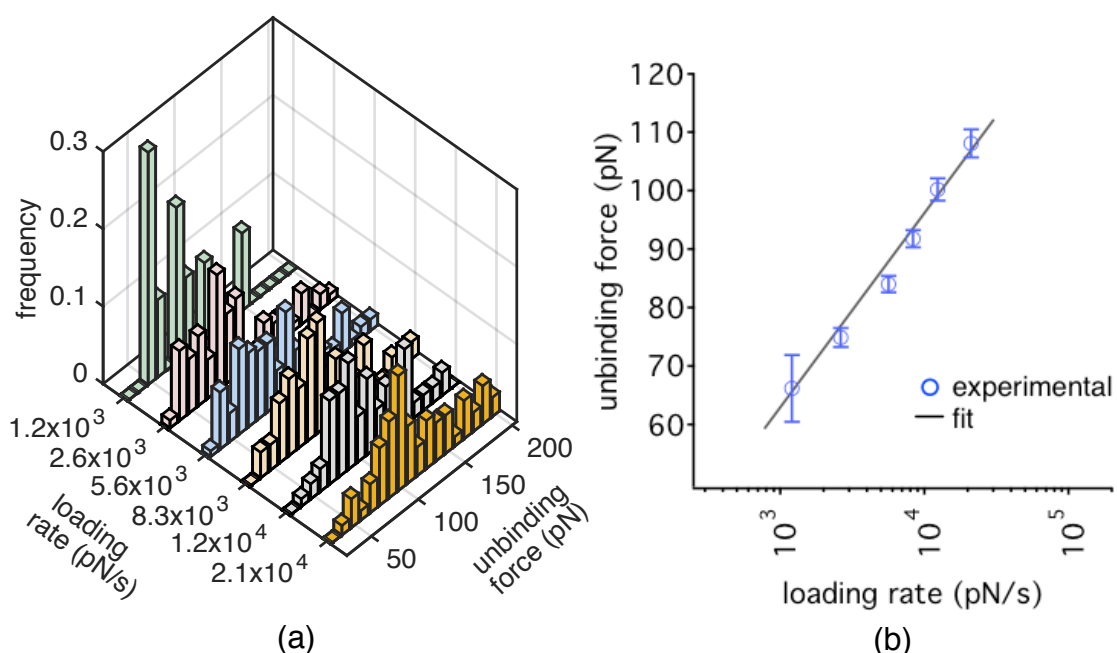 0.3
0.2
0.1
0
frequency
1.2x10³
2.6x10³
5.6x10³
8.3x10³
1.2x10⁴
2.1x10⁴
loading
rate (pN/s)
50
100
150
200
unbinding
force (pN)
(a)
120
110
100
90
80
70
60
unbinding force (pN)
experimental
fit
10³
10⁴
10⁵
loading rate (pN/s)
(b)